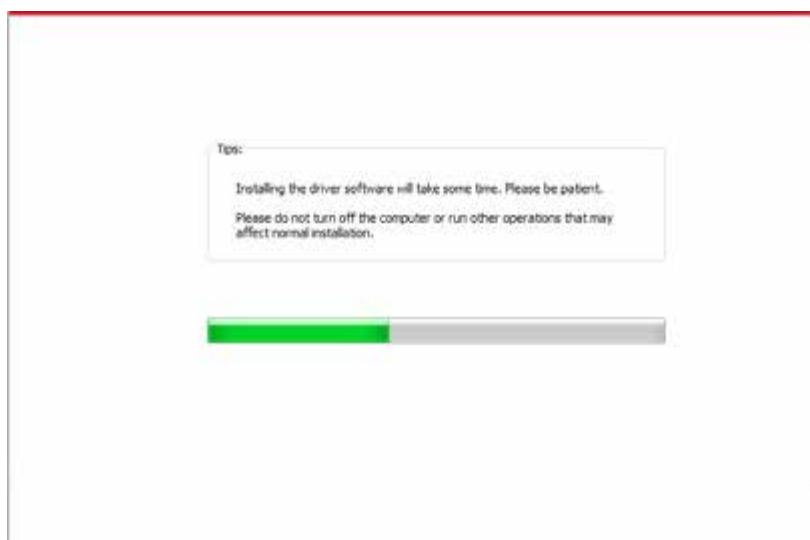 Tips:
Installing the driver software will take some time. Please be patient.
Please do not turn off the computer or run other operations that may
affect normal installation.